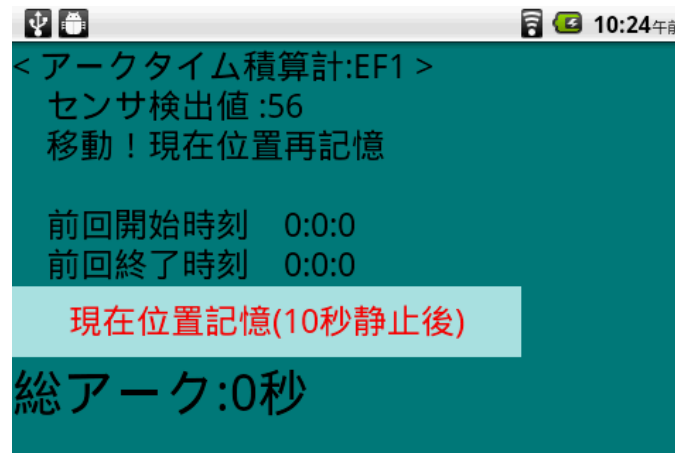 10:24午前
< アークタイム積算計:EF1 >
センサ検出値 :56
移動！現在位置再記憶
前回開始時刻 0:0:0
前回終了時刻 0:0:0
現在位置記憶(10秒静止後)
総アーク:0秒